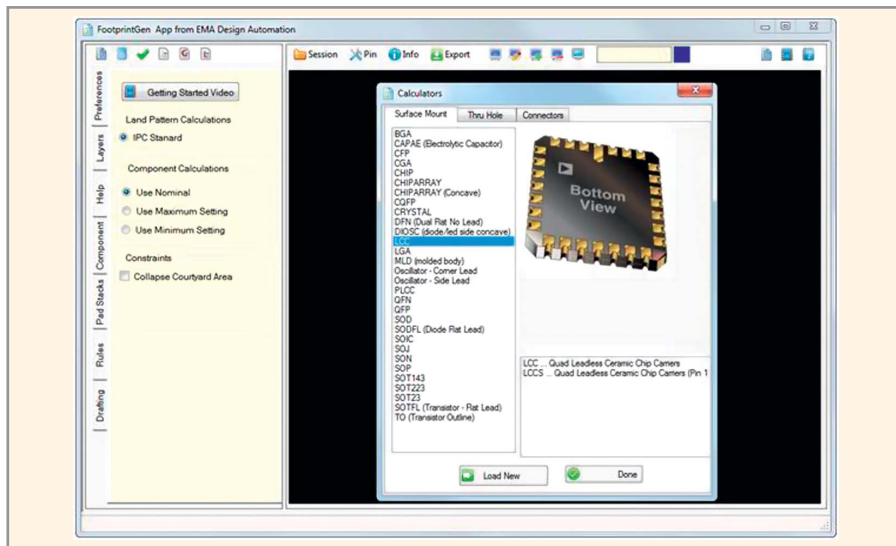 FootprintGen App from EMA Design Automation
Session
Pin
Info
Export
Preferences
Layers
Help
Component
Pad Stacks
Rules
Drafting
Getting Started Video
Land Pattern Calculations
IPC Stanard
Component Calculations
Use Nominal
Use Maximum Setting
Use Minimum Setting
Constraints
Collapse Courtyard Area
Calculators
Surface Mount
Thru Hole
Connectors
BGA
CAPAE (Electrolytic Capacitor)
CFP
CGA
CHIP
CHIPARRAY
CHIPARRAY (Concave)
CQFP
CRYSTAL
DFN (Dual Flat No Lead)
DIOSC (diode/led side concave)
LCC
LGA
MLD (molded body)
Oscillator - Corner Lead
Oscillator - Side Lead
PLCC
QFN
QFP
SOD
SODFL (Diode Flat Lead)
SOIC
SOJ
SON
SOP
SOT143
SOT223
SOT23
SOTFL (Transistor - Flat Lead)
TO (Transistor Outline)
Bottom
View
LCC ... Quad Leadless Ceramic Chip Carriers
LCCS ... Quad Leadless Ceramic Chip Carriers (Pin 1
Load New
Done